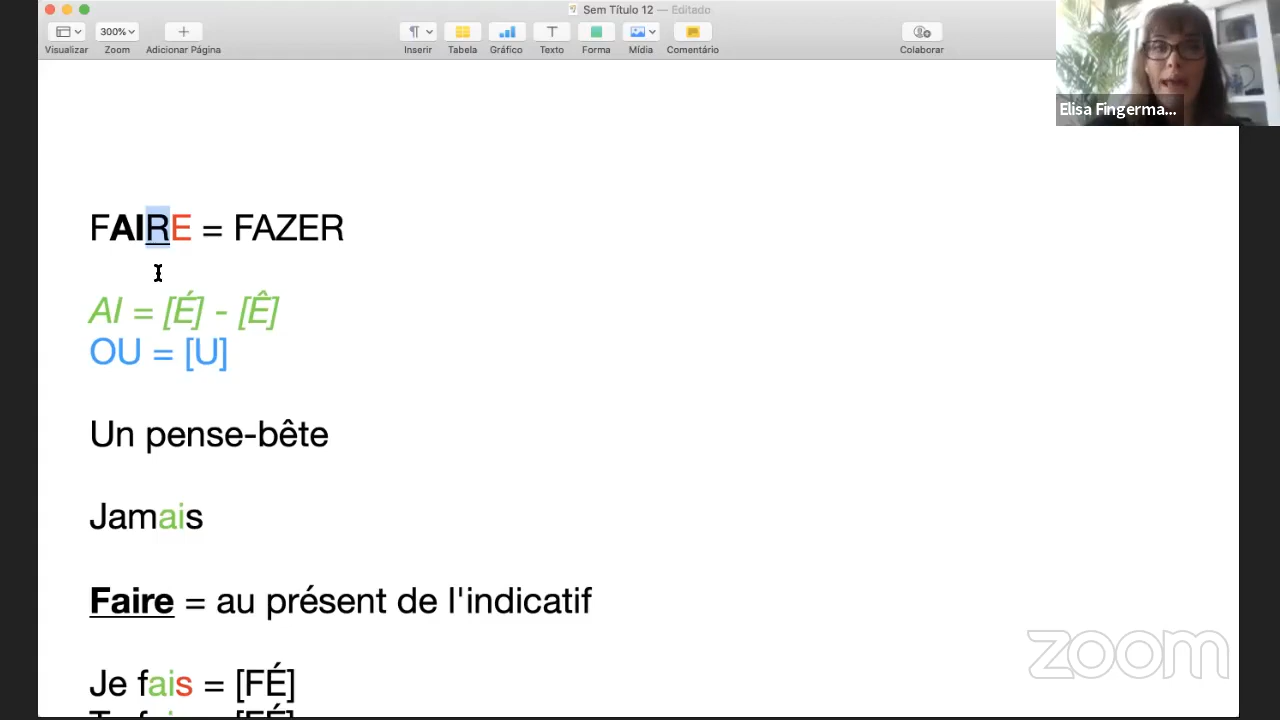 Sem Título 12 — Editado
300%
Visualizar Zoom Adicionar Página Inserir Tabela Gráfico Texto Forma Mídia Comentário Colaborar
Elisa Fingerma...
FAIRE = FAZER
AI = [É] - [Ê]
OU = [U]
Un pense-bête
Jamais
Faire = au présent de l'indicatif
Je fais = [FÉ]
zoom